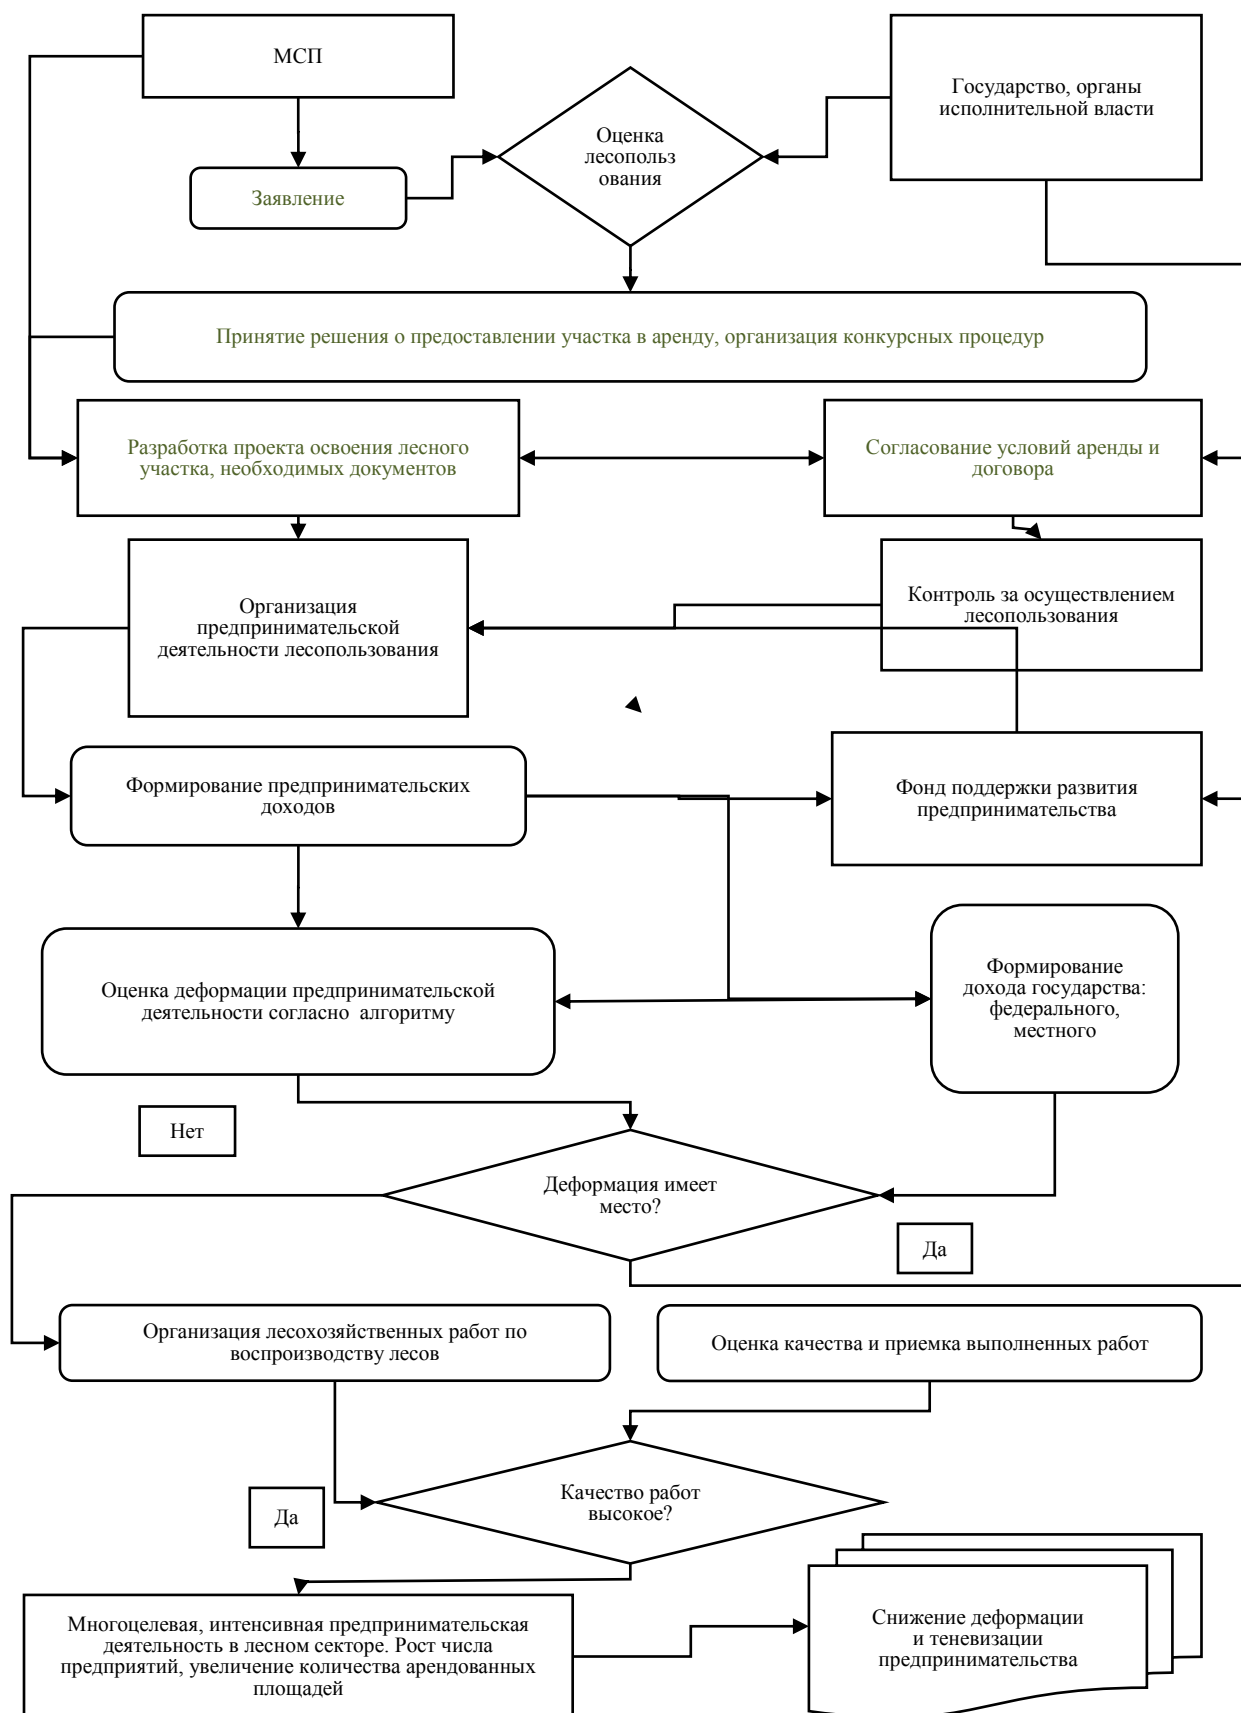 МСП
Государство, органы
исполнительной власти
Оценка
лесопольз
ования
Заявление
Принятие решения о предоставлении участка в аренду, организация конкурсных процедур
Разработка проекта освоения лесного
участка, необходимых документов
Согласование условий аренды и
договора
Организация
предпринимательской
деятельности лесопользования
Контроль за осуществлением
лесопользования
Формирование предпринимательских
доходов
Фонд поддержки развития
предпринимательства
Оценка деформации предпринимательской
деятельности согласно алгоритму
Формирование
дохода государства:
федерального,
местного
Нет
Деформация имеет
место?
Да
Организация лесохозяйственных работ по
воспроизводству лесов
Оценка качества и приемка выполненных работ
Качество работ
высокое?
Да
Многоцелевая, интенсивная предпринимательская
деятельность в лесном секторе. Рост числа
предприятий, увеличение количества арендованных
площадей
Снижение деформации
и теневизации
предпринимательства